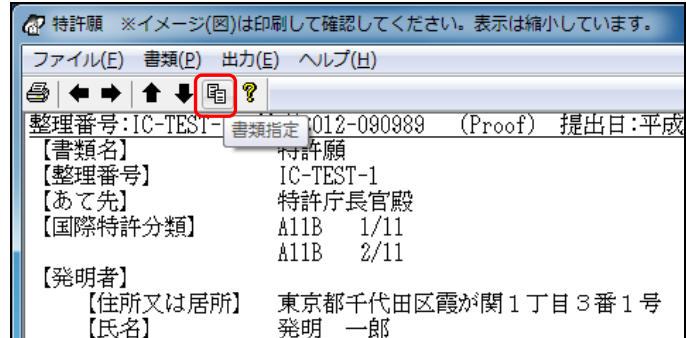 特許願 ※イメージ(図)は印刷して確認してください。表示は縮小しています。
ファイル(F) 書類(P) 出力(E) ヘルプ(H)
整理番号:IC-TEST- 012-090989 (Proof) 提出日:平成
書類指定
【書類名】 特許願
【整理番号】 IC-TEST-1
【あて先】 特許庁長官殿
【国際特許分類】 A11B 1/11
A11B 2/11
【発明者】
【住所又は居所】 東京都千代田区霞が関1丁目3番1号
【氏名】 発明 一郎